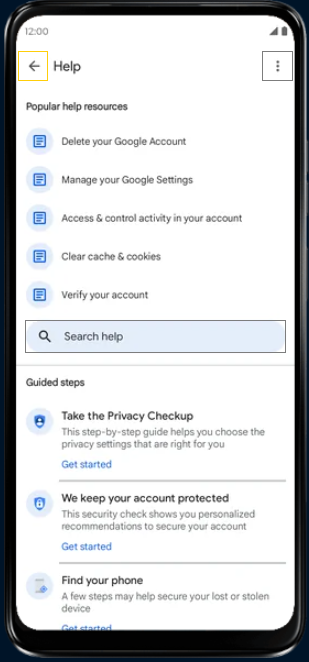 12:00
Help
Popular help resources
Delete your Google Account
Manage your Google Settings
Access & control activity in your account
Clear cache & cookies
Verify your account
Search help
Guided steps
Take the Privacy Checkup
This step-by-step guide helps you choose the
privacy settings that are right for you
Get started
We keep your account protected
This security check shows you personalized
recommendations to secure your account
Get started
Find your phone
A few steps may help secure your lost or stolen
device
Get started